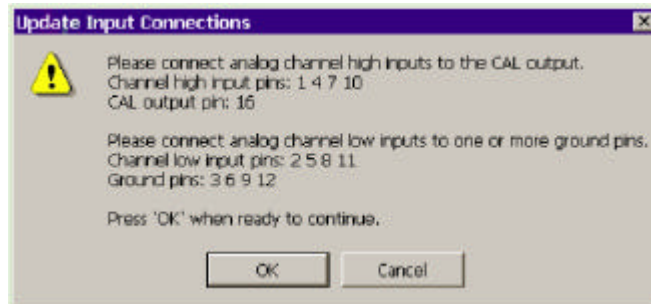 Update Input Connections
Please connect analog channel high inputs to the CAL output.
Channel high input pins: 1 4 7 10
CAL output pin: 16
Please connect analog channel low inputs to one or more ground pins.
Channel low input pins: 2 5 8 11
Ground pins: 3 6 9 12
Press 'OK' when ready to continue.
OK
Cancel